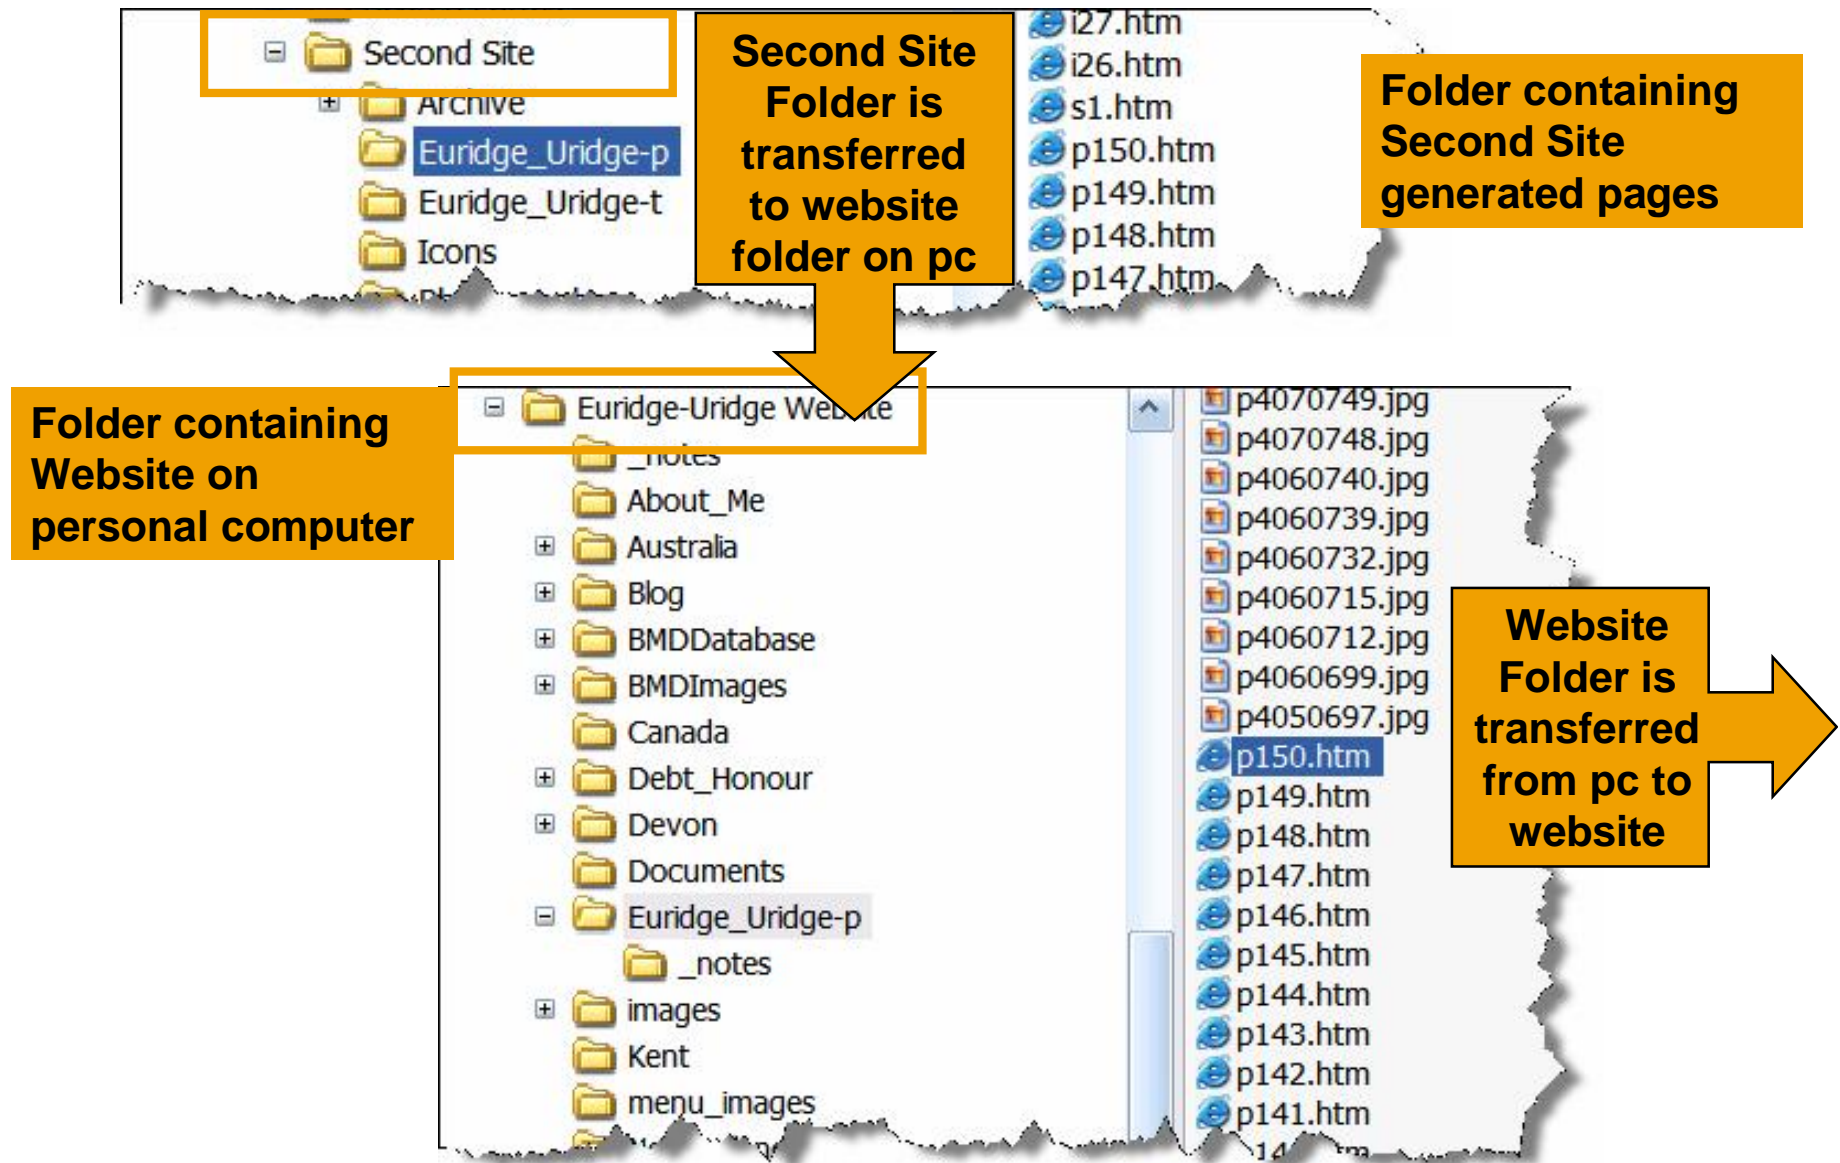 Second Site
Archive
Euridge_Uridge-p
Euridge_Uridge-t
Icons
Second Site
Folder is
transferred
to website
folder on pc
i27.htm
i26.htm
s1.htm
p150.htm
p149.htm
p148.htm
p147.htm
Folder containing
Second Site
generated pages
Folder containing
Website on
personal computer
Euridge-Uridge Website
_notes
About_Me
Australia
Blog
BMDDatabase
BMDImages
Canada
Debt_Honour
Devon
Documents
Euridge_Uridge-p
_notes
images
Kent
menu_images
p4070749.jpg
p4070748.jpg
p4060740.jpg
p4060739.jpg
p4060732.jpg
p4060715.jpg
p4060712.jpg
p4060699.jpg
p4050697.jpg
p150.htm
p149.htm
p148.htm
p147.htm
p146.htm
p145.htm
p144.htm
p143.htm
p142.htm
p141.htm
Website
Folder is
transferred
from pc to
website